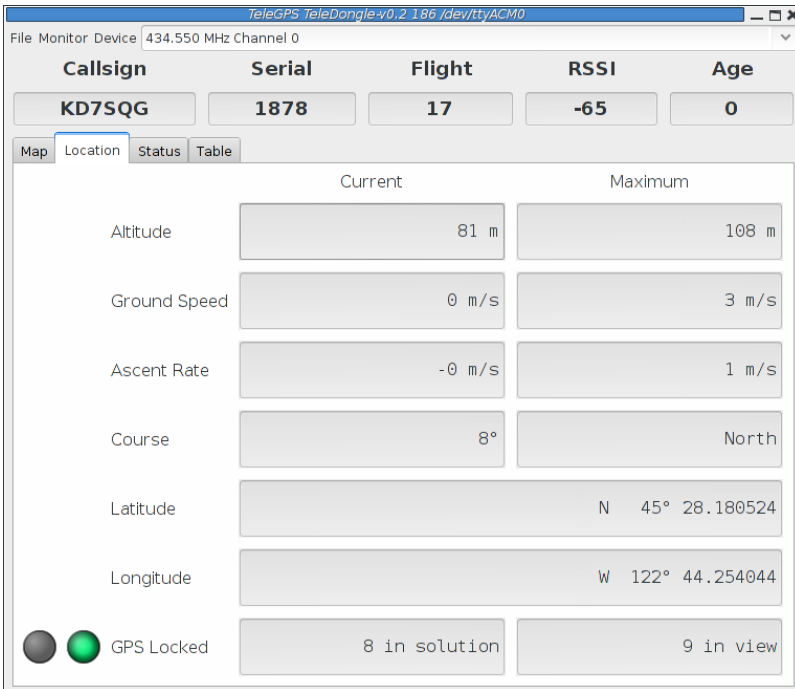 TeleGPS TeleDongle-v0.2 186 /dev/ttyACM0
File Monitor Device 434.550 MHz Channel 0
Callsign Serial Flight RSSI Age
KD7SQG 1878 17 -65 0
Map Location Status Table
Current Maximum
Altitude 81 m 108 m
Ground Speed 0 m/s 3 m/s
Ascent Rate -0 m/s 1 m/s
Course 8° North
Latitude N 45° 28.180524
Longitude W 122° 44.254044
GPS Locked 8 in solution 9 in view